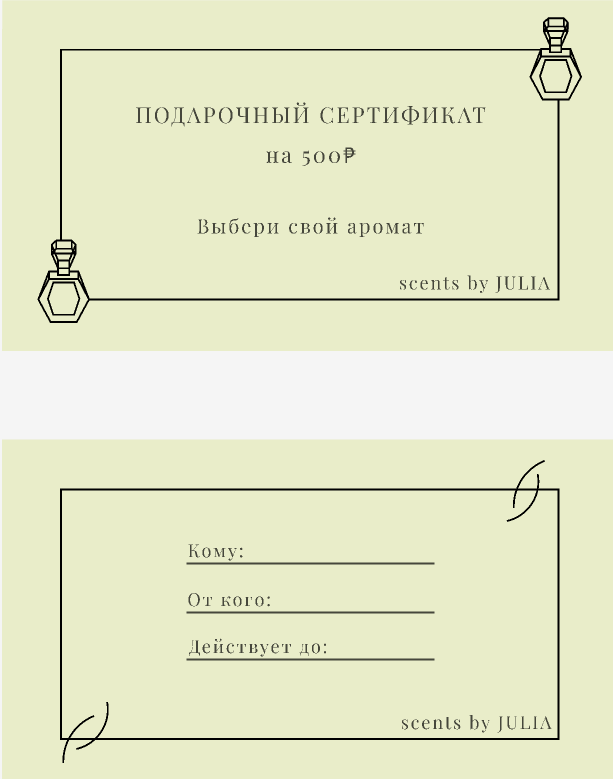 ПОДАРОЧНЫЙ СЕРТИФИКАТ
на 500₽
Выбери свой аромат
scents by JULIA
Кому:
От кого:
Действует до:
scents by JULIA